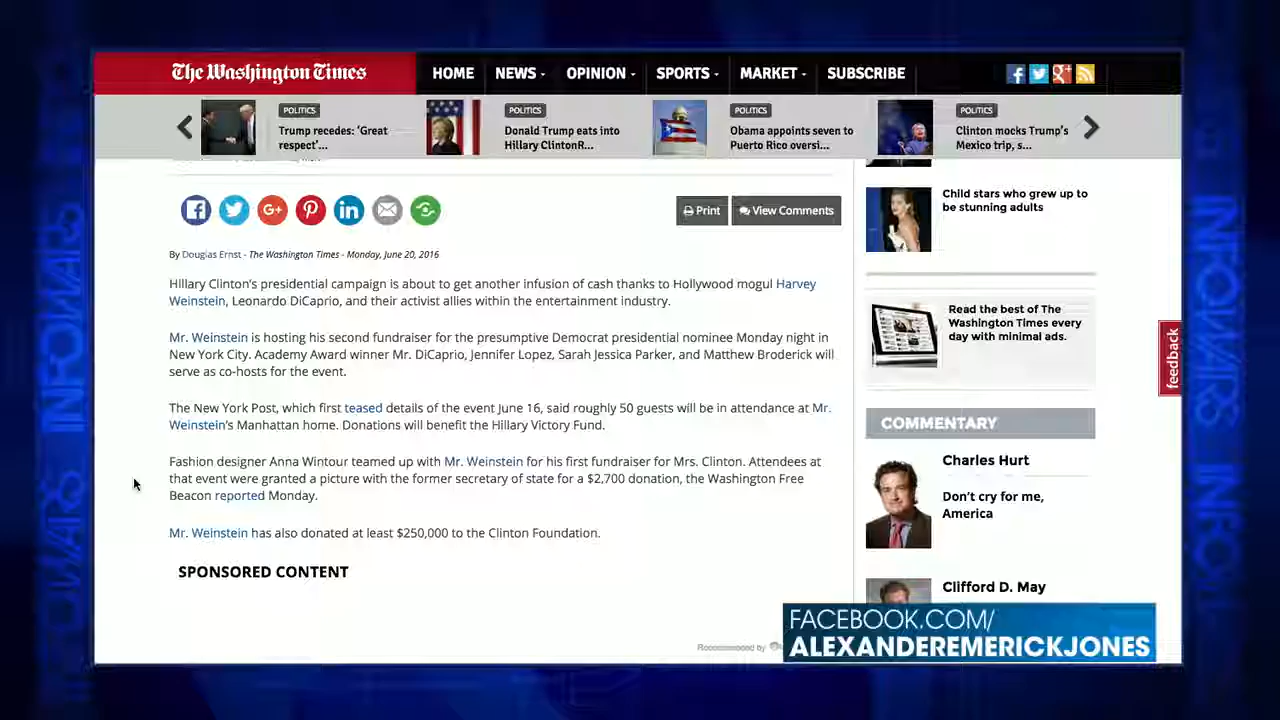 The Washington Times
HOME
NEWS
OPINION
SPORTS
MARKET
SUBSCRIBE
POLITICS
Trump recedes: ‘Great
respect’...
POLITICS
Donald Trump eats into
Hillary ClintonR...
POLITICS
Obama appoints seven to
Puerto Rico oversi...
POLITICS
Clinton mocks Trump’s
Mexico trip, s...
Print
View Comments
By Douglas Ernst - The Washington Times - Monday, June 20, 2016
Hillary Clinton’s presidential campaign is about to get another infusion of cash thanks to Hollywood mogul Harvey
Weinstein, Leonardo DiCaprio, and their activist allies within the entertainment industry.
Mr. Weinstein is hosting his second fundraiser for the presumptive Democrat presidential nominee Monday night in
New York City. Academy Award winner Mr. DiCaprio, Jennifer Lopez, Sarah Jessica Parker, and Matthew Broderick will
serve as co-hosts for the event.
The New York Post, which first teased details of the event June 16, said roughly 50 guests will be in attendance at Mr.
Weinstein’s Manhattan home. Donations will benefit the Hillary Victory Fund.
Fashion designer Anna Wintour teamed up with Mr. Weinstein for his first fundraiser for Mrs. Clinton. Attendees at
that event were granted a picture with the former secretary of state for a $2,700 donation, the Washington Free
Beacon reported Monday.
Mr. Weinstein has also donated at least $250,000 to the Clinton Foundation.
SPONSORED CONTENT
Recommended by
Child stars who grew up to
be stunning adults
Read the best of The
Washington Times every
day with minimal ads.
feedback
COMMENTARY
Charles Hurt
Don’t cry for me,
America
Clifford D. May
FACEBOOK.COM/
ALEXANDEREMERICKJONES
INFOWARS
INFOWARS